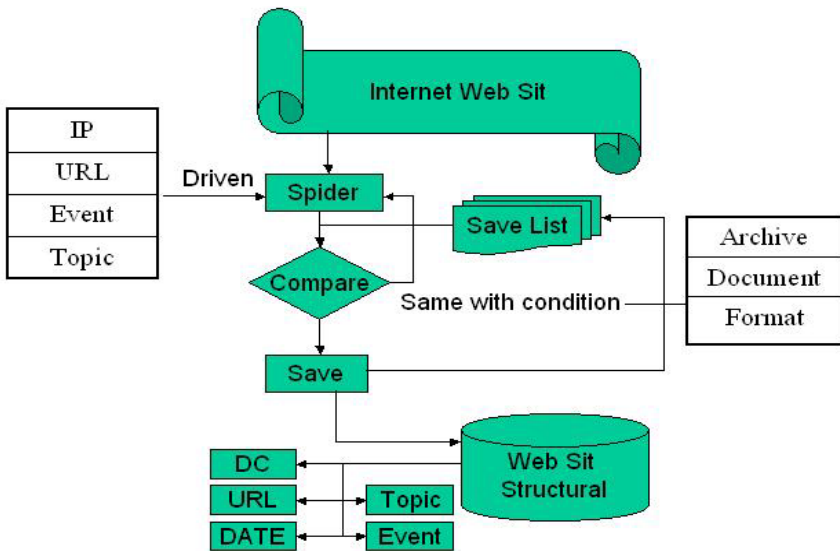 Internet Web Sit
IP
URL
Event
Topic
Driven
Spider
Save List
Compare
Same with condition
Archive
Document
Format
Save
Web Sit
Structural
DC
URL
Topic
DATE
Event